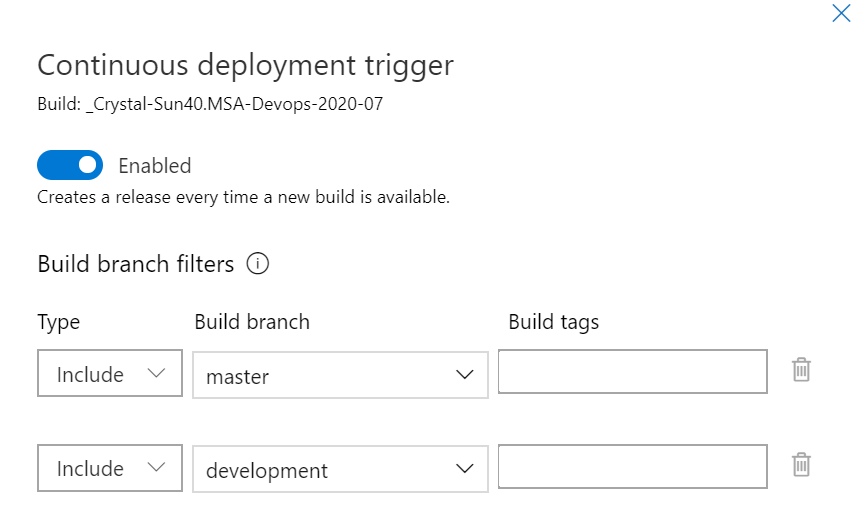 Continuous deployment trigger
Build: _Crystal-Sun40.MSA-Devops-2020-07
Enabled
Creates a release every time a new build is available.
Build branch filters
Type Build branch Build tags
Include master
Include development